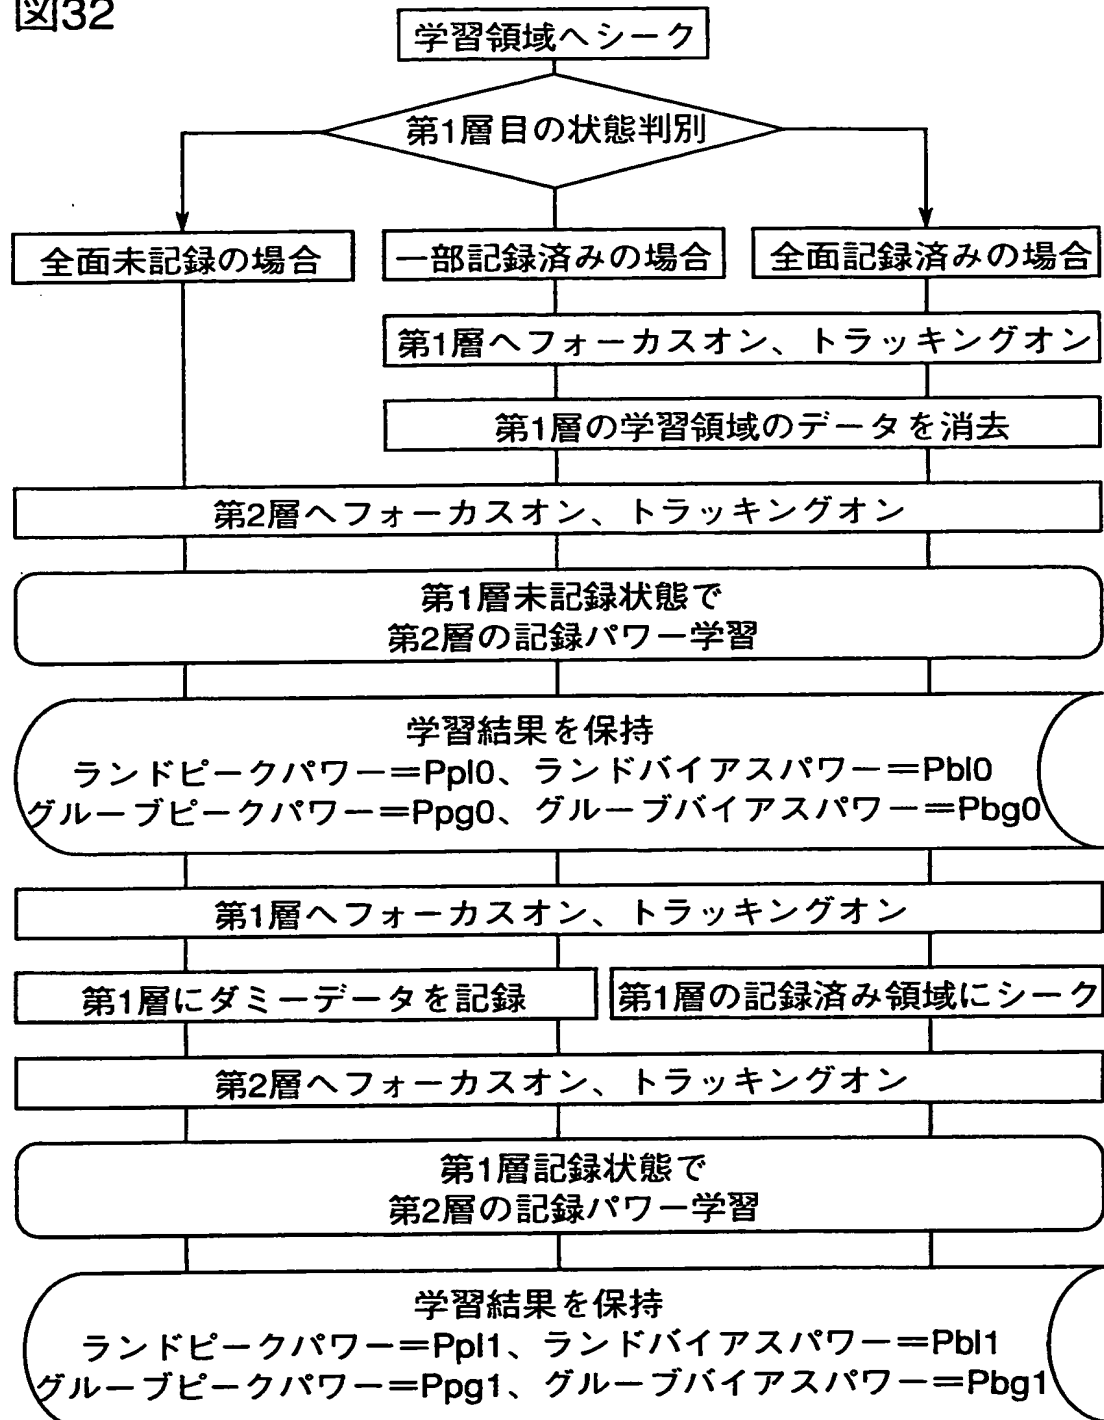 図32
学習領域へシーク
第1層目の状態判別
全面未記録の場合
一部記録済みの場合
全面記録済みの場合
第1層へフォーカスオン、トラッキングオン
第1層の学習領域のデータを消去
第2層へフォーカスオン、トラッキングオン
第1層未記録状態で
第2層の記録パワー学習
学習結果を保持
ランドピークパワー＝Ppl0、ランドバイアスパワー＝Pbl0
グルーブピークパワー＝Ppg0、グルーブバイアスパワー＝Pbg0
第1層へフォーカスオン、トラッキングオン
第1層にダミーデータを記録
第1層の記録済み領域にシーク
第2層へフォーカスオン、トラッキングオン
第1層記録状態で
第2層の記録パワー学習
学習結果を保持
ランドピークパワー＝Ppl1、ランドバイアスパワー＝Pbl1
グルーブピークパワー＝Ppg1、グルーブバイアスパワー＝Pbg1